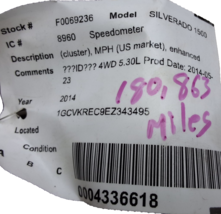 Stock # F0069236 Model SILVERADO 1500
IC # 8960 Speedometer
Description (cluster), MPH (US market), enhanced
Comments ???ID??? 4WD 5.30L Prod Date: 2014-05-
23
180,863
Miles
Year 2014
1GCVKREC9EZ343495
Located
Condition
B C
0004336618